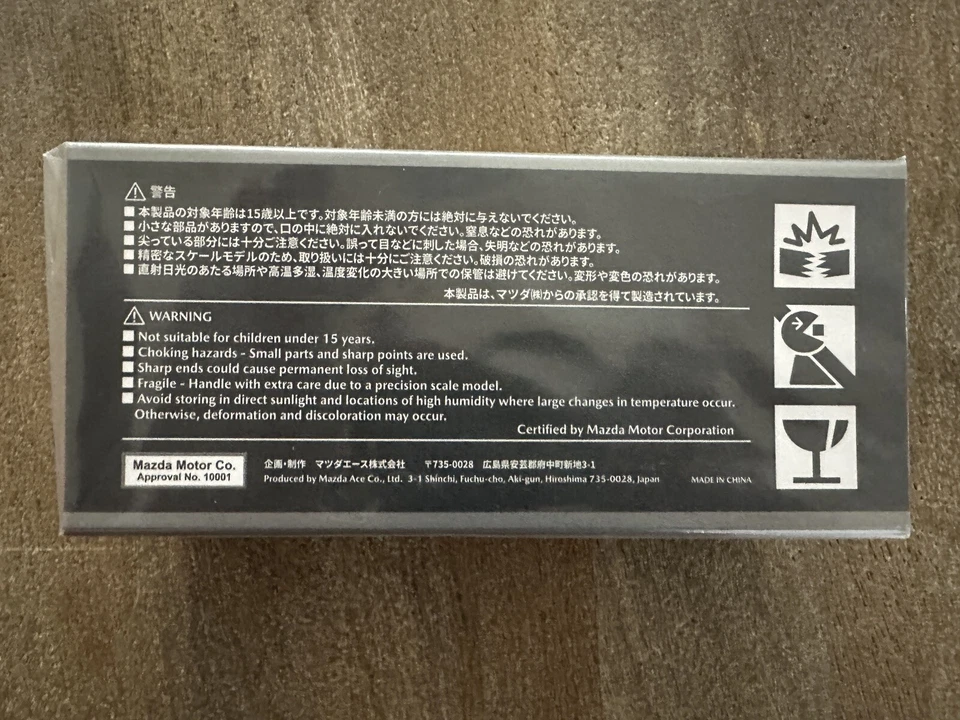 ⚠ 警告
■ 本製品の対象年齢は15歳以上です。対象年齢未満の方には絶対に与えないでください。
■ 小さな部品がありますので、口の中に絶対に入れないでください。窒息などの恐れがあります。
■ 尖っている部分には十分ご注意ください。誤って目などに刺した場合、失明などの恐れがあります。
■ 精密なスケールモデルのため、取り扱いには十分にご注意ください。破損の恐れがあります。
■ 直射日光のあたる場所や高温多湿、温度変化の大きい場所での保管は避けてください。変形や変色の恐れがあります。
本製品は、マツダ㈱からの承認を得て製造されています。
⚠ WARNING
■ Not suitable for children under 15 years.
■ Choking hazards - Small parts and sharp points are used.
■ Sharp ends could cause permanent loss of sight.
■ Fragile - Handle with extra care due to a precision scale model.
■ Avoid storing in direct sunlight and locations of high humidity where large changes in temperature occur.
Otherwise, deformation and discoloration may occur.
Certified by Mazda Motor Corporation
Mazda Motor Co.
Approval No. 10001
企画・制作 マツダエース株式会社 〒735-0028 広島県安芸郡府中町新地3-1
Produced by Mazda Ace Co., Ltd. 3-1 Shinchi, Fuchu-cho, Aki-gun, Hiroshima 735-0028, Japan MADE IN CHINA